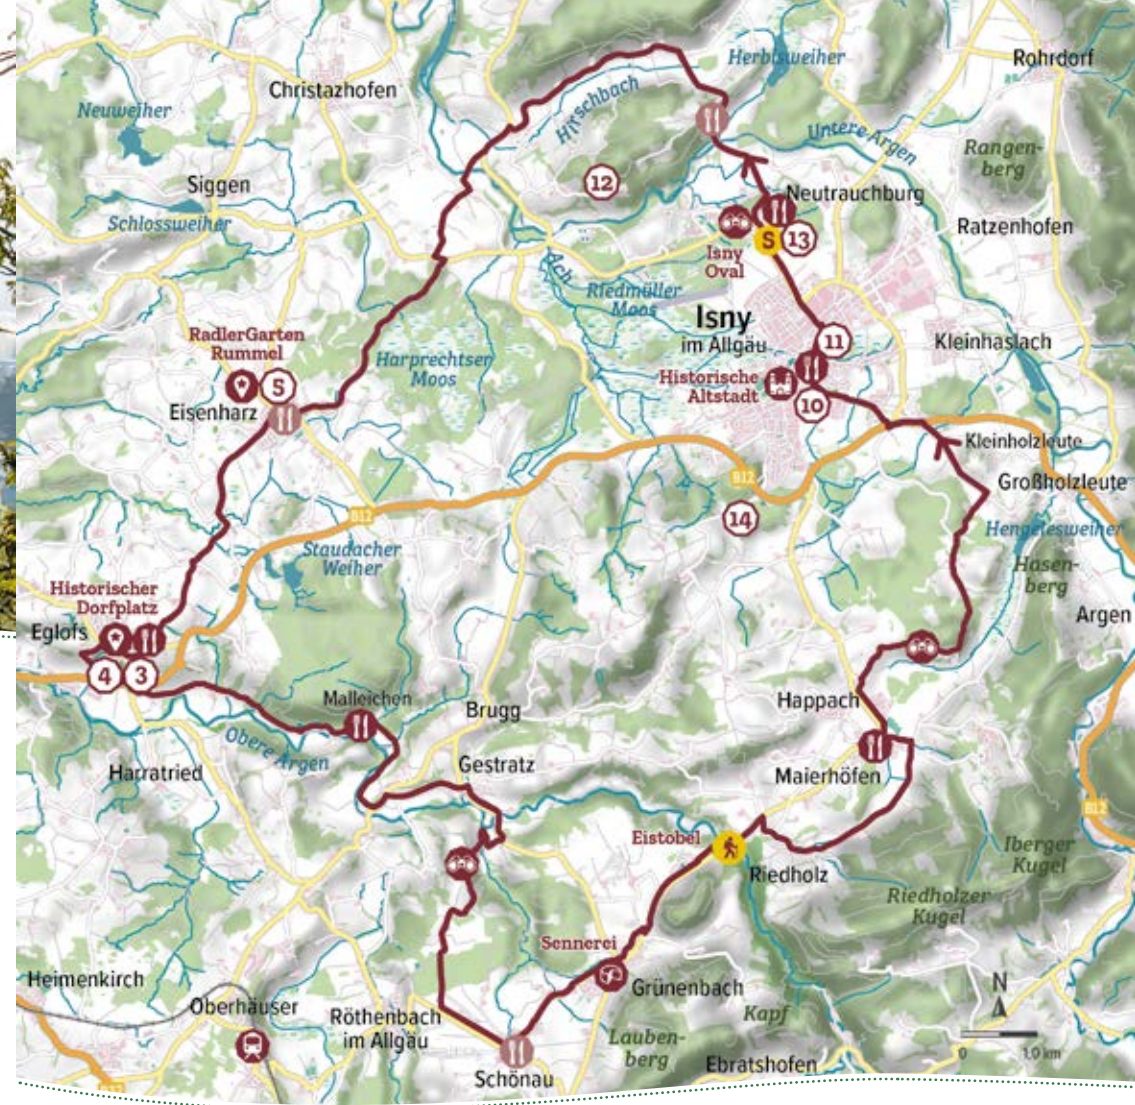 Rohrdorf
Herbisweiher
Christazhofen
Neuweiher
Hirschbach
Untere Argen
Rangen-
berg
12
Siggen
Neutrauchburg
Schlossweiher
Ratzenhofen
S
13
Isny
Oval
Ach
Riedmüller
Moos
Isny
im Allgäu
11
RadlerGarten
Rummel
Kleinhaslach
Harprechtser
Moos
Historische
Altstadt
5
Eisenharz
10
Kleinholzleute
B12
Großholzleute
14
B12
Hengelesweiher
Staudacher
Weiher
Hasen-
berg
Historischer
Dorfplatz
Argen
Eglofs
4
3
Malleichen
Happach
Brugg
Obere Argen
Gestratz
Harratried
Maierhöfen
B12
Eistobel
Iberger
Kugel
Riedholz
Riedholzer
Kugel
Sennerei
Heimenkirch
Grünenbach
N
Oberhäuser
Röthenbach
im Allgäu
Kapf
Lauben-
berg
0
1,0 km
Ebratshofen
Schönau